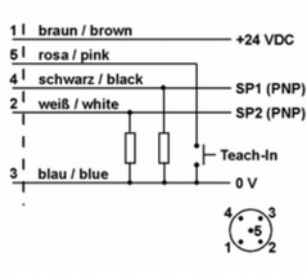 1 braun / brown +24 VDC
5 rosa / pink
4 schwarz / black SP1 (PNP)
2 weiß / white SP2 (PNP)
Teach-In
3 blau / blue 0 V
4 3
5
1 2